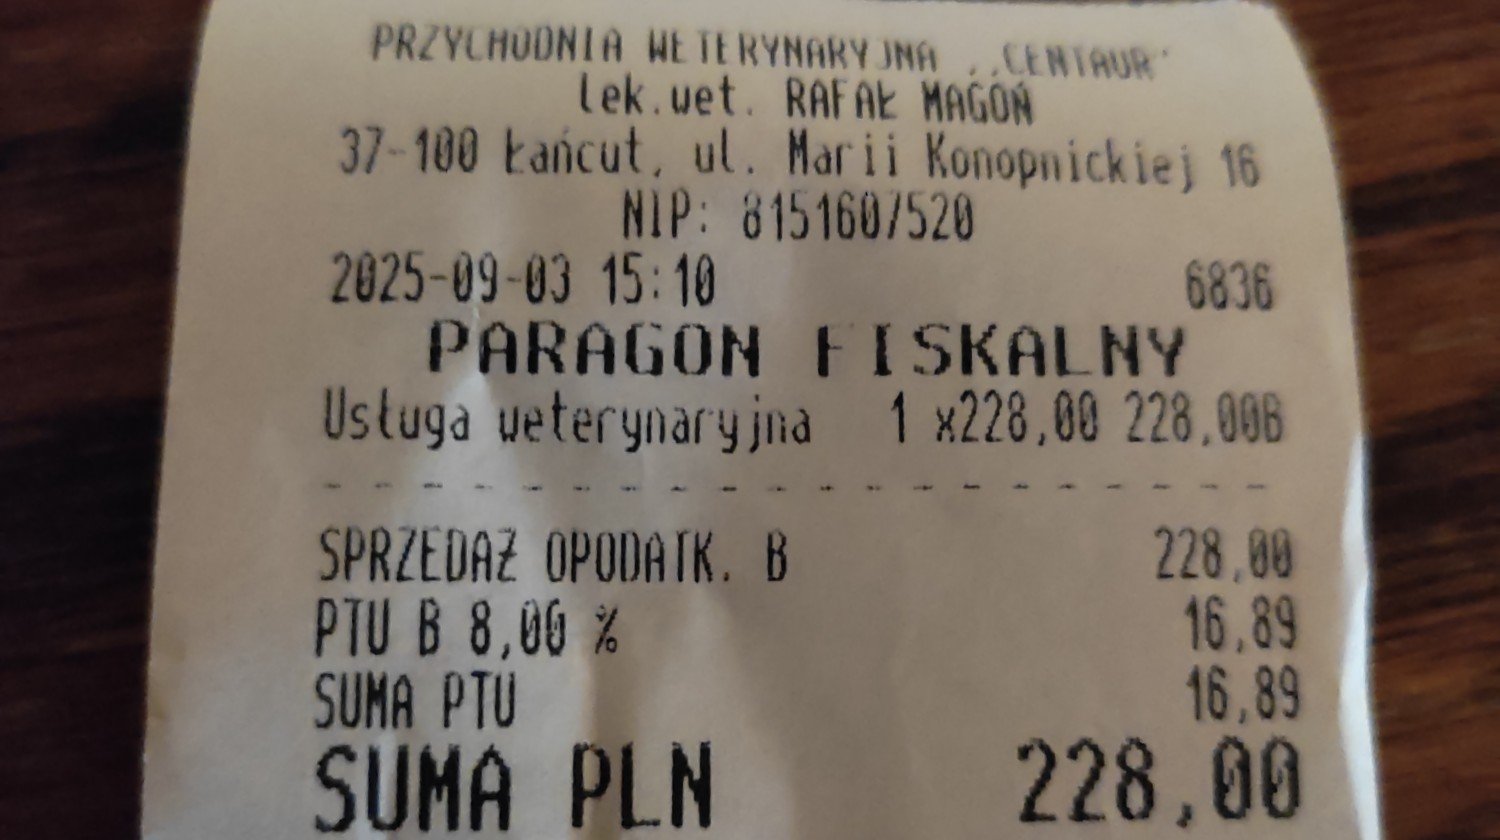 PRZYCHODNIA WETERYNARYJNA ,,CENTAUR"
lek.wet. RAFAŁ MAGOŃ
37-100 Łańcut, ul. Marii Konopnickiej 16
NIP: 8151607520
2025-09-03 15:10 6836
PARAGON FISKALNY
Usługa weterynaryjna 1 x228,00 228,00B
- - - - - - - - - - - - - - - - - - - -
SPRZEDAŻ OPODATK. B 228,00
PTU B 8,00 % 16,89
SUMA PTU 16,89
SUMA PLN 228,00